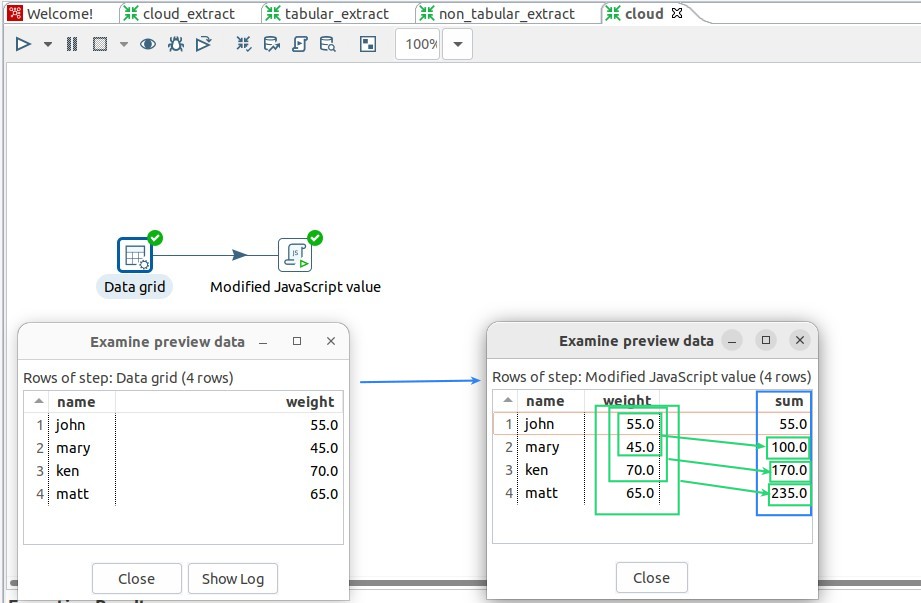 Welcome!
cloud_extract
tabular_extract
non_tabular_extract
cloud
100%
Data grid
Modified JavaScript value
Examine preview data
Rows of step: Data grid (4 rows)
name weight
1 john 55.0
2 mary 45.0
3 ken 70.0
4 matt 65.0
Close
Show Log
Examine preview data
Rows of step: Modified JavaScript value (4 rows)
name weight sum
1 john 55.0 55.0
2 mary 45.0 100.0
3 ken 70.0 170.0
4 matt 65.0 235.0
Close